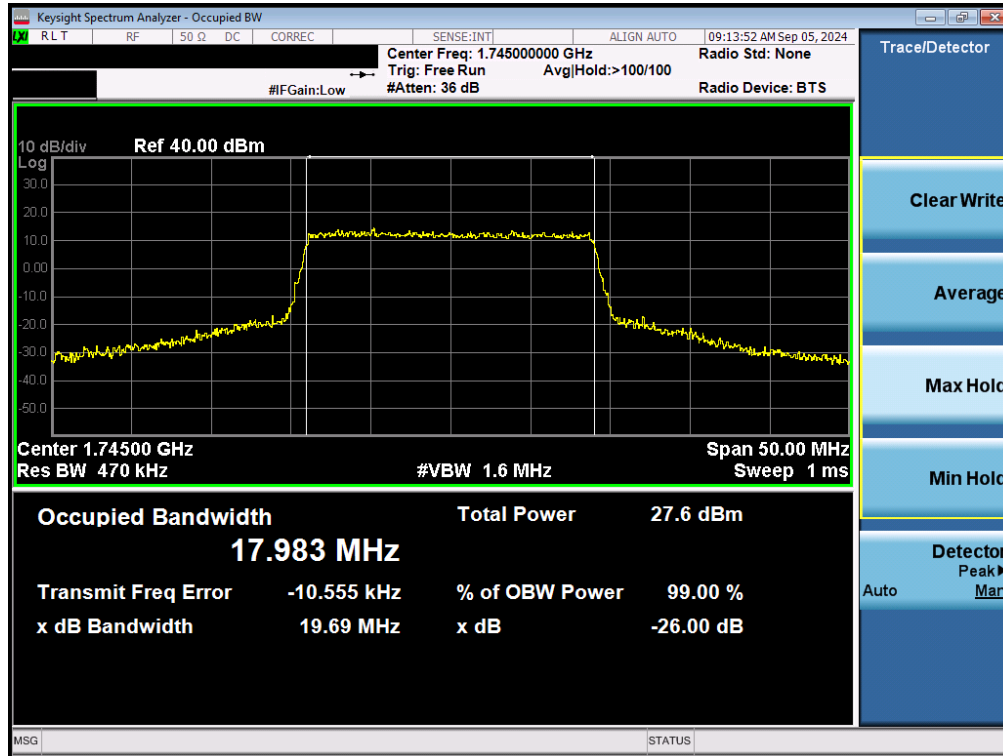 Keysight Spectrum Analyzer - Occupied BW
LXI RLT RF 50 Ω DC CORREC SENSE:INT ALIGN AUTO 09:13:52 AM Sep 05, 2024
Center Freq: 1.745000000 GHz Radio Std: None
Trig: Free Run Avg|Hold:>100/100
#IFGain:Low #Atten: 36 dB Radio Device: BTS
10 dB/div Ref 40.00 dBm
Log
30.0
20.0
10.0
0.00
-10.0
-20.0
-30.0
-40.0
-50.0
Center 1.74500 GHz Span 50.00 MHz
Res BW 470 kHz #VBW 1.6 MHz Sweep 1 ms
Occupied Bandwidth Total Power 27.6 dBm
17.983 MHz
Transmit Freq Error -10.555 kHz % of OBW Power 99.00 %
x dB Bandwidth 19.69 MHz x dB -26.00 dB
MSG STATUS
Trace/Detector
Clear Write
Average
Max Hold
Min Hold
Detector
Peak▶
Auto Man